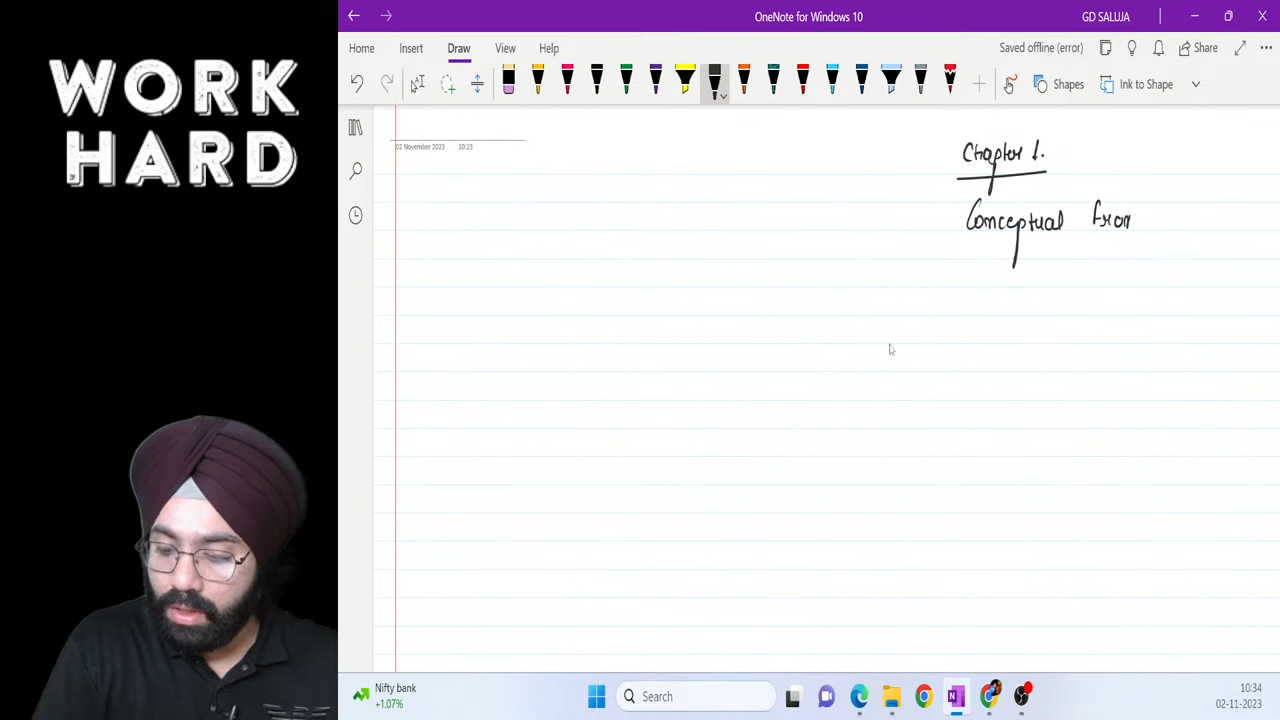 WORK
HARD
OneNote for Windows 10
GD SALUJA
Home Insert Draw View Help
Saved offline (error)
Share
Shapes
Ink to Shape
02 November 2023 10:23
Chapter 1.
Conceptual Fram
Nifty bank
+1.07%
Search
10:34
02-11-2023